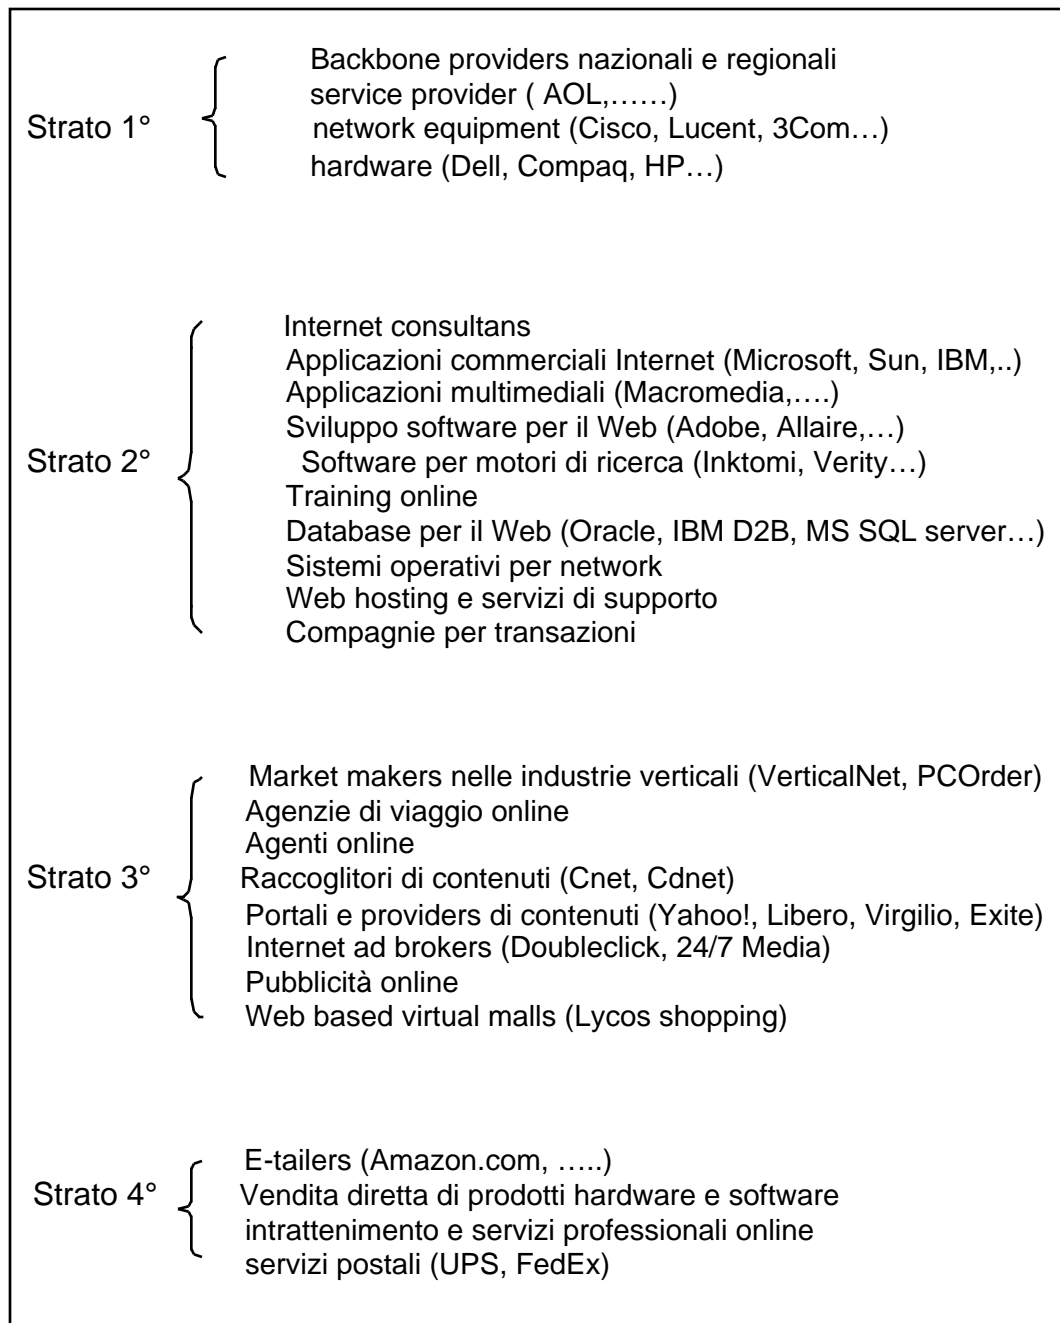 Strato 1°
Backbone providers nazionali e regionali
service provider ( AOL,……)
network equipment (Cisco, Lucent, 3Com…)
hardware (Dell, Compaq, HP…)
Strato 2°
Internet consultans
Applicazioni commerciali Internet (Microsoft, Sun, IBM,..)
Applicazioni multimediali (Macromedia,….)
Sviluppo software per il Web (Adobe, Allaire,…)
Software per motori di ricerca (Inktomi, Verity…)
Training online
Database per il Web (Oracle, IBM D2B, MS SQL server…)
Sistemi operativi per network
Web hosting e servizi di supporto
Compagnie per transazioni
Strato 3°
Market makers nelle industrie verticali (VerticalNet, PCOrder)
Agenzie di viaggio online
Agenti online
Raccoglitori di contenuti (Cnet, Cdnet)
Portali e providers di contenuti (Yahoo!, Libero, Virgilio, Exite)
Internet ad brokers (Doubleclick, 24/7 Media)
Pubblicità online
Web based virtual malls (Lycos shopping)
Strato 4°
E-tailers (Amazon.com, …..)
Vendita diretta di prodotti hardware e software
intrattenimento e servizi professionali online
servizi postali (UPS, FedEx)